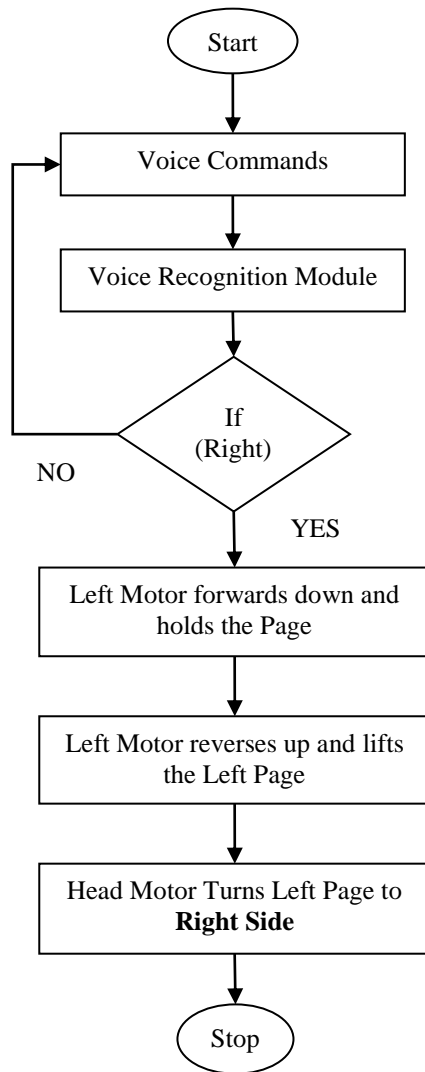 Start
Voice Commands
Voice Recognition Module
If
(Right)
NO
YES
Left Motor forwards down and
holds the Page
Left Motor reverses up and lifts
the Left Page
Head Motor Turns Left Page to
Right Side
Stop